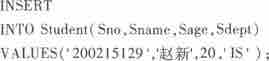 INSERT
INTO Student(Sno,Sname,Sage,Sdept)
VALUES('200215129','赵新',20,'IS');